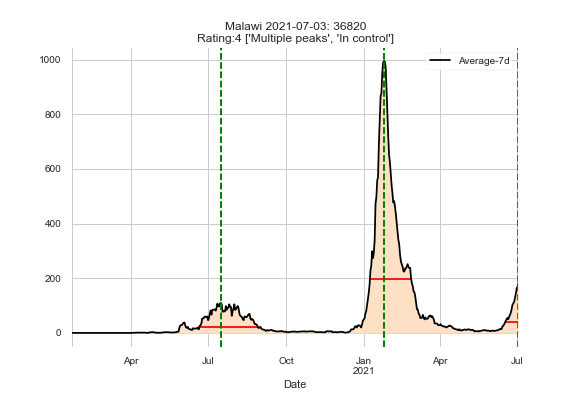 Malawi 2021-07-03: 36820
Rating:4 ['Multiple peaks', 'In control']
Average-7d
1000
800
600
400
200
0
Apr Jul Oct Jan Apr Jul
2021
Date